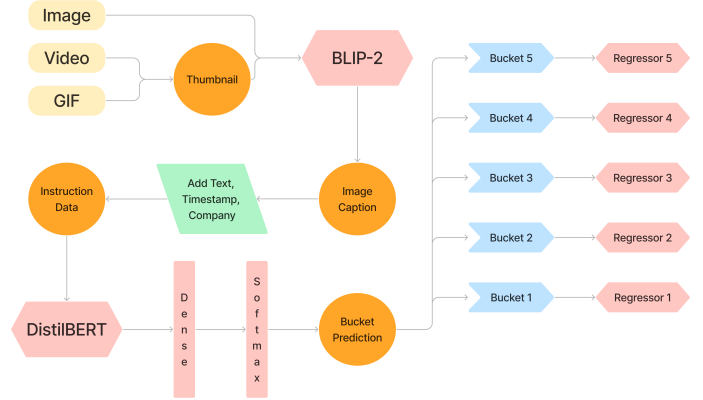 Image
Video
GIF
Thumbnail
BLIP-2
Image
Caption
Add Text,
Timestamp,
Company
Instruction
Data
DistilBERT
Dense
Softmax
Bucket
Prediction
Bucket 5
Regressor 5
Bucket 4
Regressor 4
Bucket 3
Regressor 3
Bucket 2
Regressor 2
Bucket 1
Regressor 1